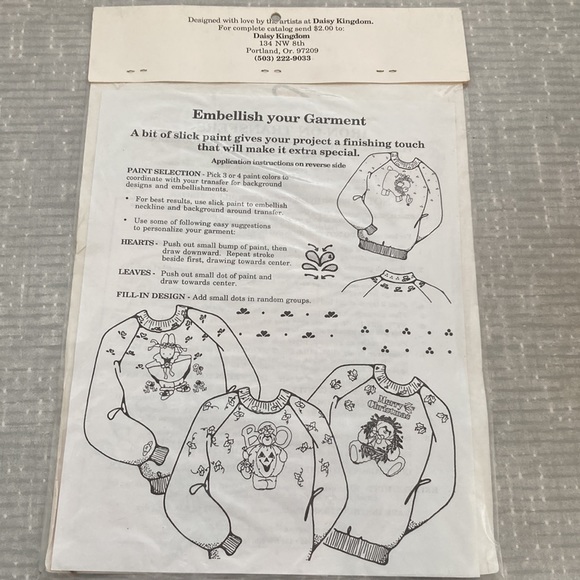 Designed with love by the artists at Daisy Kingdom.
For complete catalog send $2.00 to:
Daisy Kingdom
134 NW 8th
Portland, Or. 97209
(503) 222-9033
Embellish your Garment
A bit of slick paint gives your project a finishing touch
that will make it extra special.
Application instructions on reverse side
PAINT SELECTION - Pick 3 or 4 paint colors to
coordinate with your transfer for background
designs and embellishments.
• For best results, use slick paint to embellish
neckline and background around transfer.
• Use some of following easy suggestions
to personalize your garment:
HEARTS - Push out small bump of paint, then
draw downward. Repeat stroke
beside first, drawing towards center.
LEAVES - Push out small dot of paint and
draw towards center.
FILL-IN DESIGN - Add small dots in random groups.
BOO
Merry
Christmas